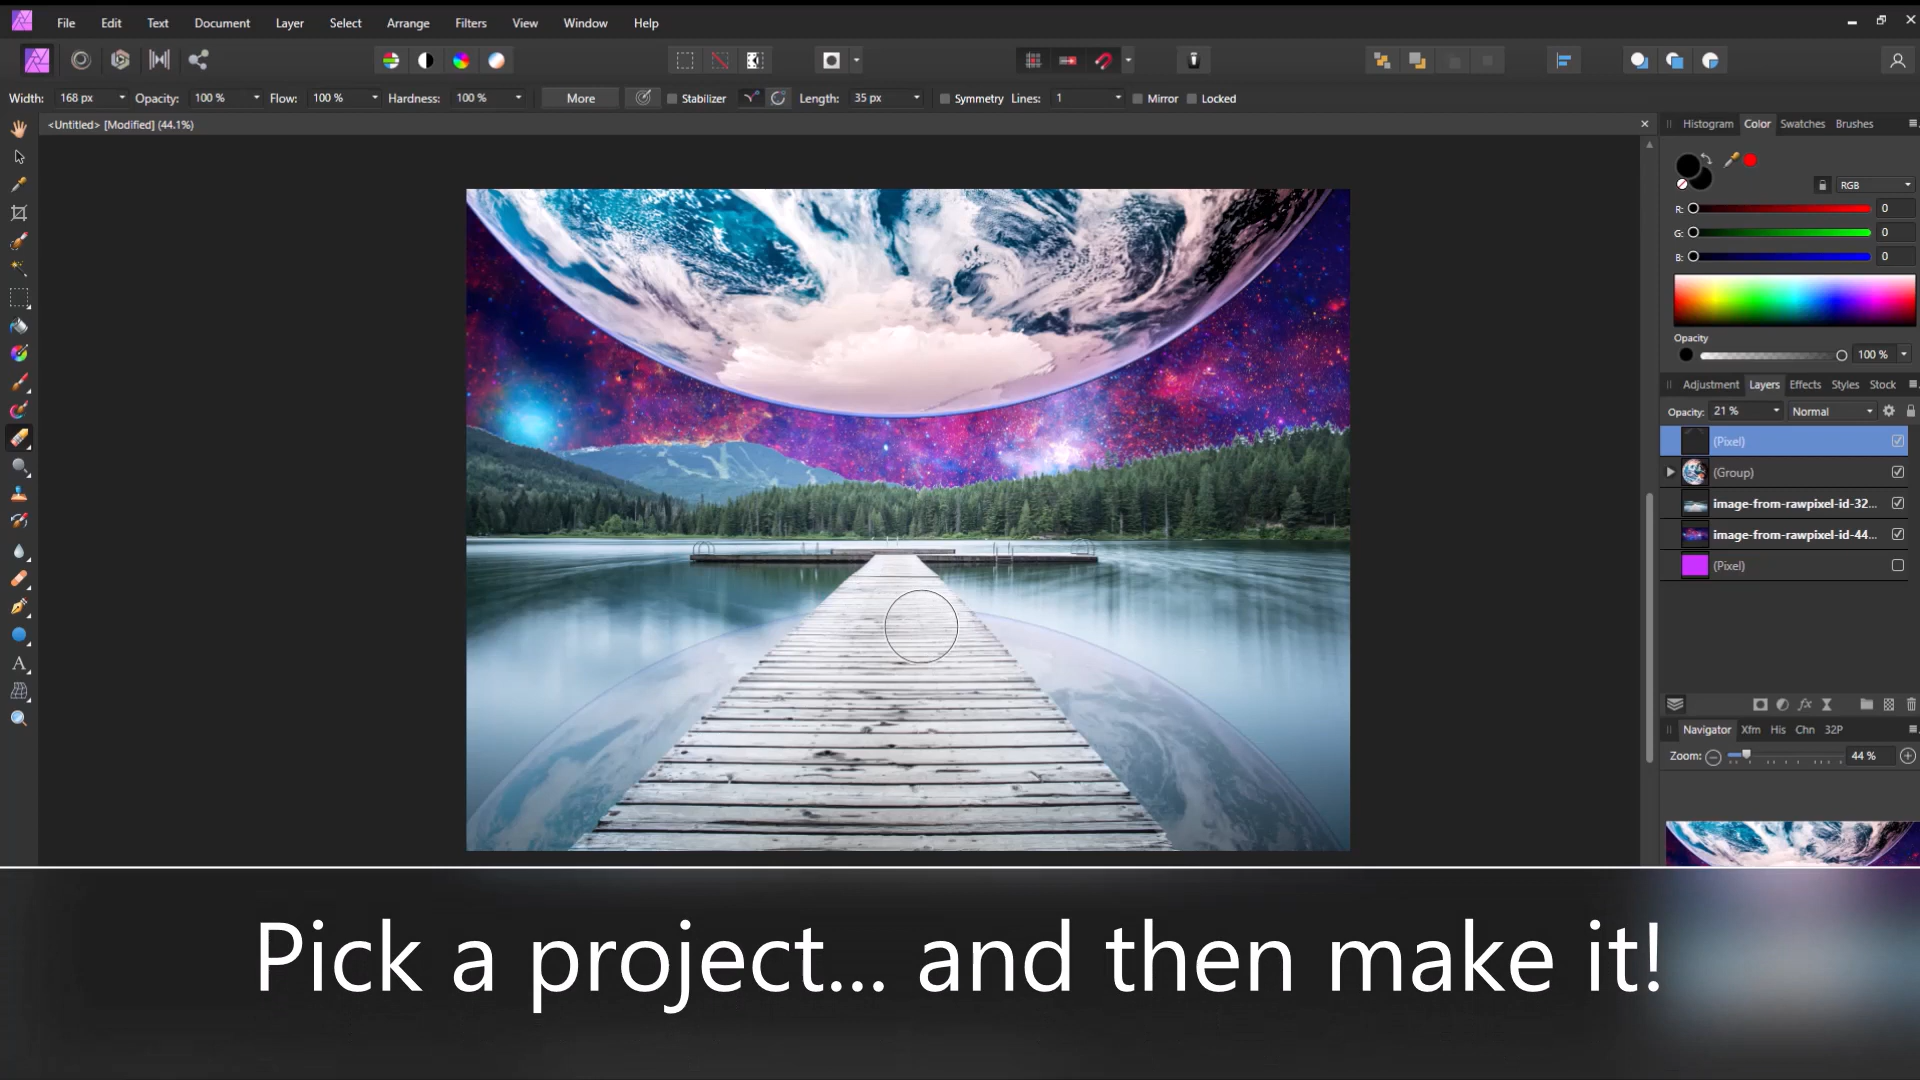 File Edit Text Document Layer Select Arrange Filters View Window Help
Width: 168 px Opacity: 100 % Flow: 100 % Hardness: 100 % More Stabilizer Length: 35 px Symmetry Lines: 1 Mirror Locked
<Untitled> [Modified] (44.1%)
Histogram Color Swatches Brushes
RGB
R: 0
G: 0
B: 0
Opacity
100 %
Adjustment Layers Effects Styles Stock
Opacity: 21 % Normal
(Pixel)
(Group)
image-from-rawpixel-id-32...
image-from-rawpixel-id-44...
(Pixel)
Navigator Xfm His Chn 32P
Zoom: 44 %
Pick a project... and then make it!